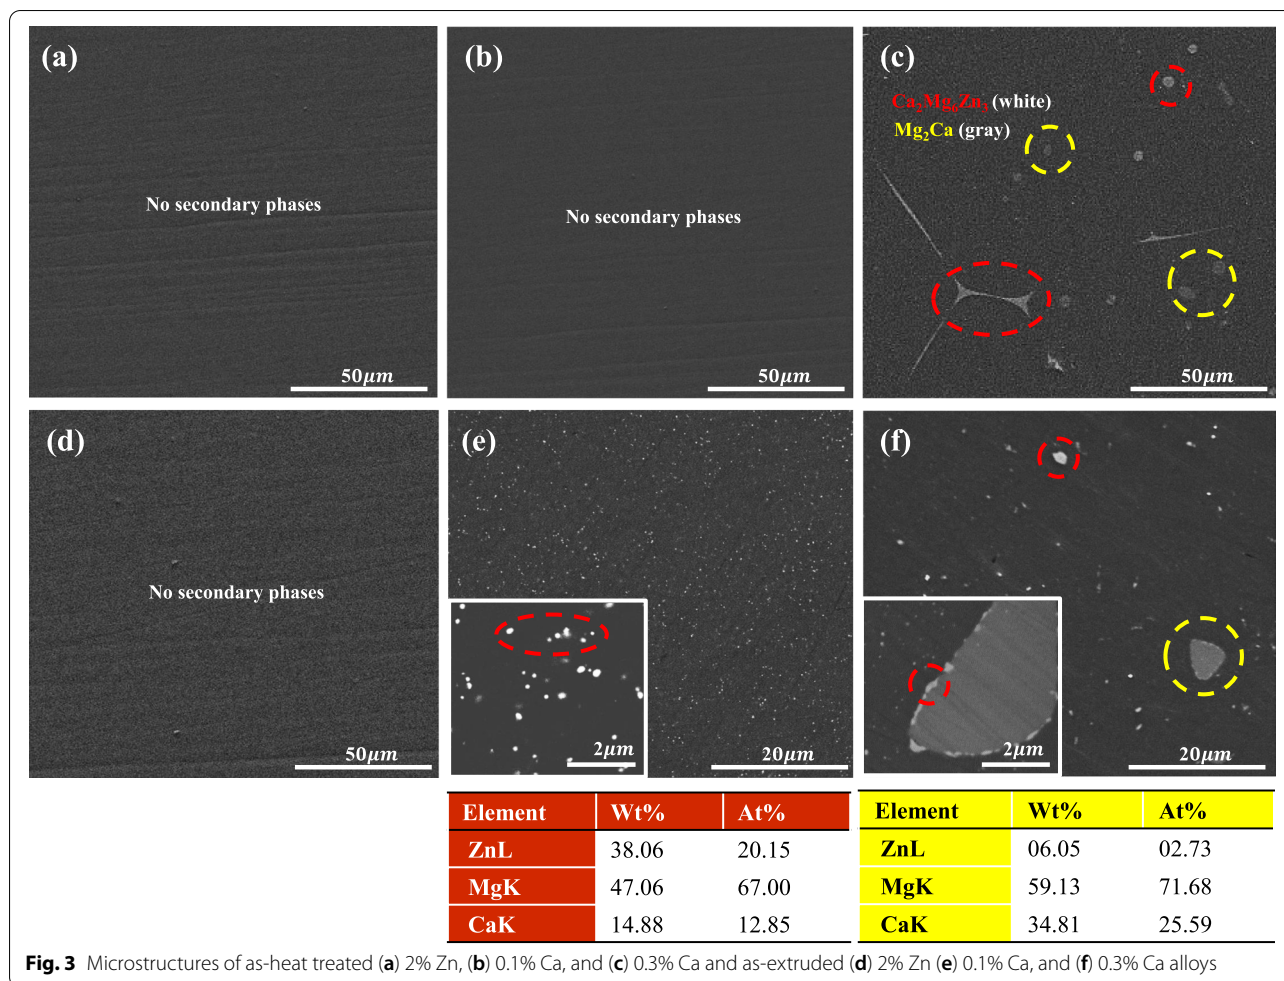 (a)
No secondary phases
50μm
(b)
No secondary phases
50μm
(c)
Ca₂Mg₆Zn₃ (white)
Mg₂Ca (gray)
50μm
(d)
No secondary phases
50μm
(e)
2μm
20μm
(f)
2μm
20μm
Element Wt% At%
ZnL 38.06 20.15
MgK 47.06 67.00
CaK 14.88 12.85
Element Wt% At%
ZnL 06.05 02.73
MgK 59.13 71.68
CaK 34.81 25.59
Fig. 3 Microstructures of as-heat treated (a) 2% Zn, (b) 0.1% Ca, and (c) 0.3% Ca and as-extruded (d) 2% Zn (e) 0.1% Ca, and (f) 0.3% Ca alloys